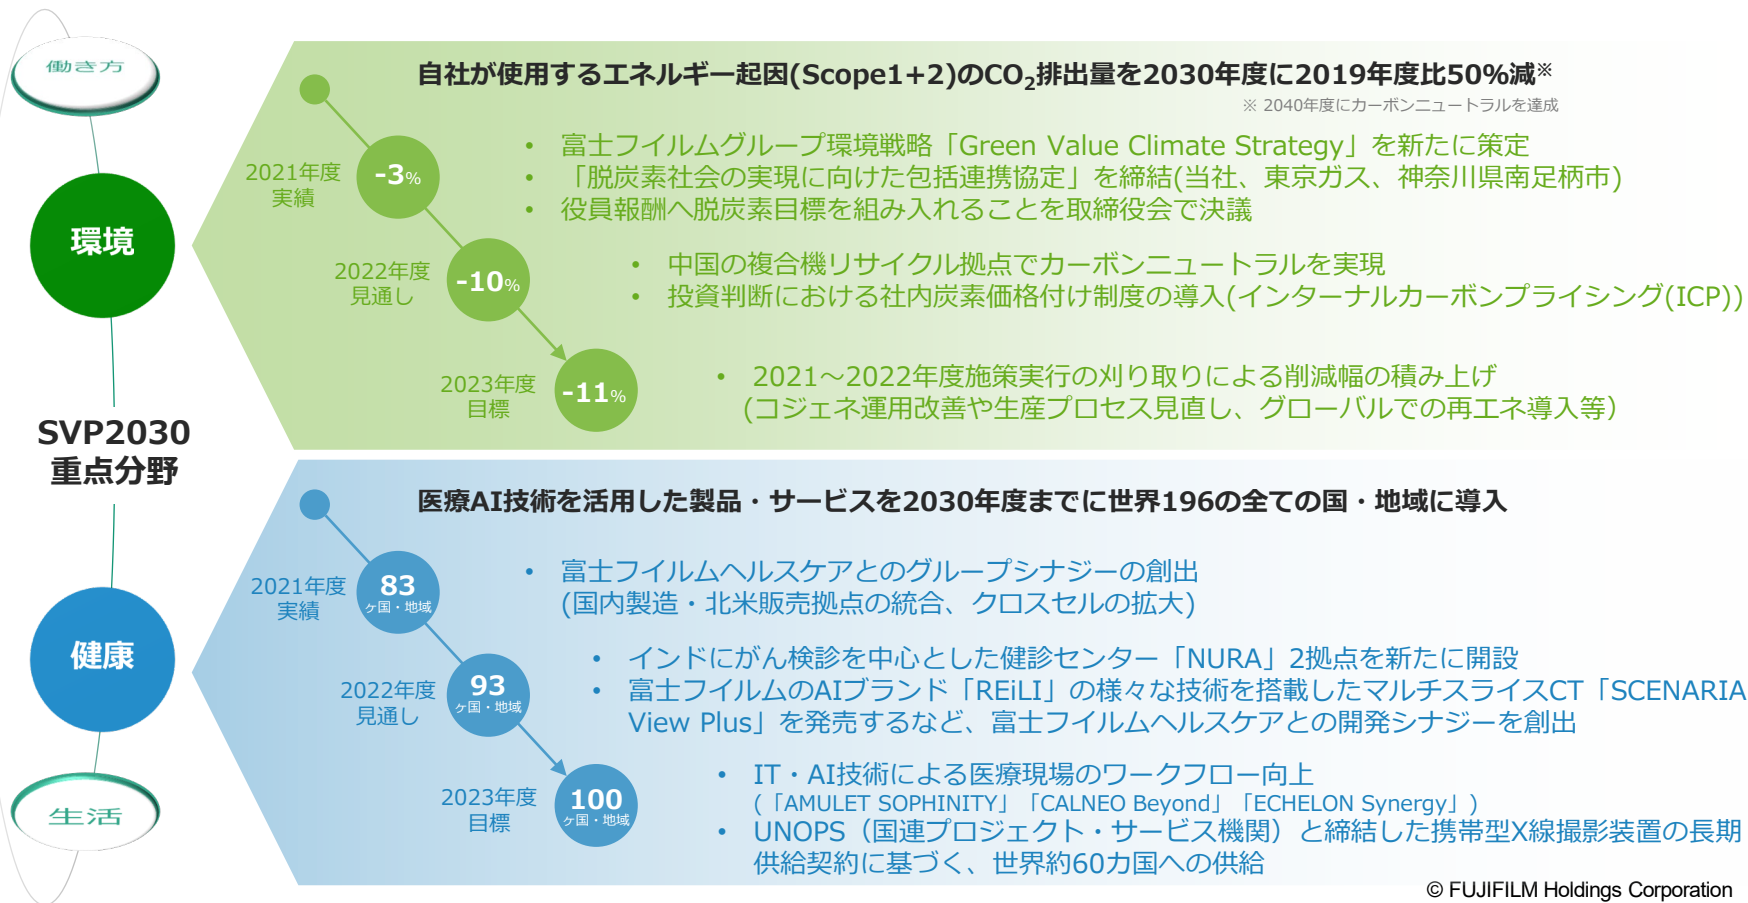 働き方
環境
SVP2030
重点分野
健康
生活
自社が使用するエネルギー起因(Scope1+2)のCO₂排出量を2030年度に2019年度比50%減※
※ 2040年度にカーボンニュートラルを達成
2021年度
実績
-3%
• 富士フイルムグループ環境戦略「Green Value Climate Strategy」を新たに策定
• 「脱炭素社会の実現に向けた包括連携協定」を締結(当社、東京ガス、神奈川県南足柄市)
• 役員報酬へ脱炭素目標を組み入れることを取締役会で決議
2022年度
見通し
-10%
• 中国の複合機リサイクル拠点でカーボンニュートラルを実現
• 投資判断における社内炭素価格付け制度の導入(インターナルカーボンプライシング(ICP))
2023年度
目標
-11%
• 2021～2022年度施策実行の刈り取りによる削減幅の積み上げ
(コジェネ運用改善や生産プロセス見直し、グローバルでの再エネ導入等）
医療AI技術を活用した製品・サービスを2030年度までに世界196の全ての国・地域に導入
2021年度
実績
83
ヶ国・地域
• 富士フイルムヘルスケアとのグループシナジーの創出
(国内製造・北米販売拠点の統合、クロスセルの拡大)
2022年度
見通し
93
ヶ国・地域
• インドにがん検診を中心とした健診センター「NURA」2拠点を新たに開設
• 富士フイルムのAIブランド「REiLI」の様々な技術を搭載したマルチスライスCT「SCENARIA
View Plus」を発売するなど、富士フイルムヘルスケアとの開発シナジーを創出
2023年度
目標
100
ヶ国・地域
• IT・AI技術による医療現場のワークフロー向上
(「AMULET SOPHINITY」「CALNEO Beyond」「ECHELON Synergy」)
• UNOPS（国連プロジェクト・サービス機関）と締結した携帯型X線撮影装置の長期
供給契約に基づく、世界約60カ国への供給
© FUJIFILM Holdings Corporation